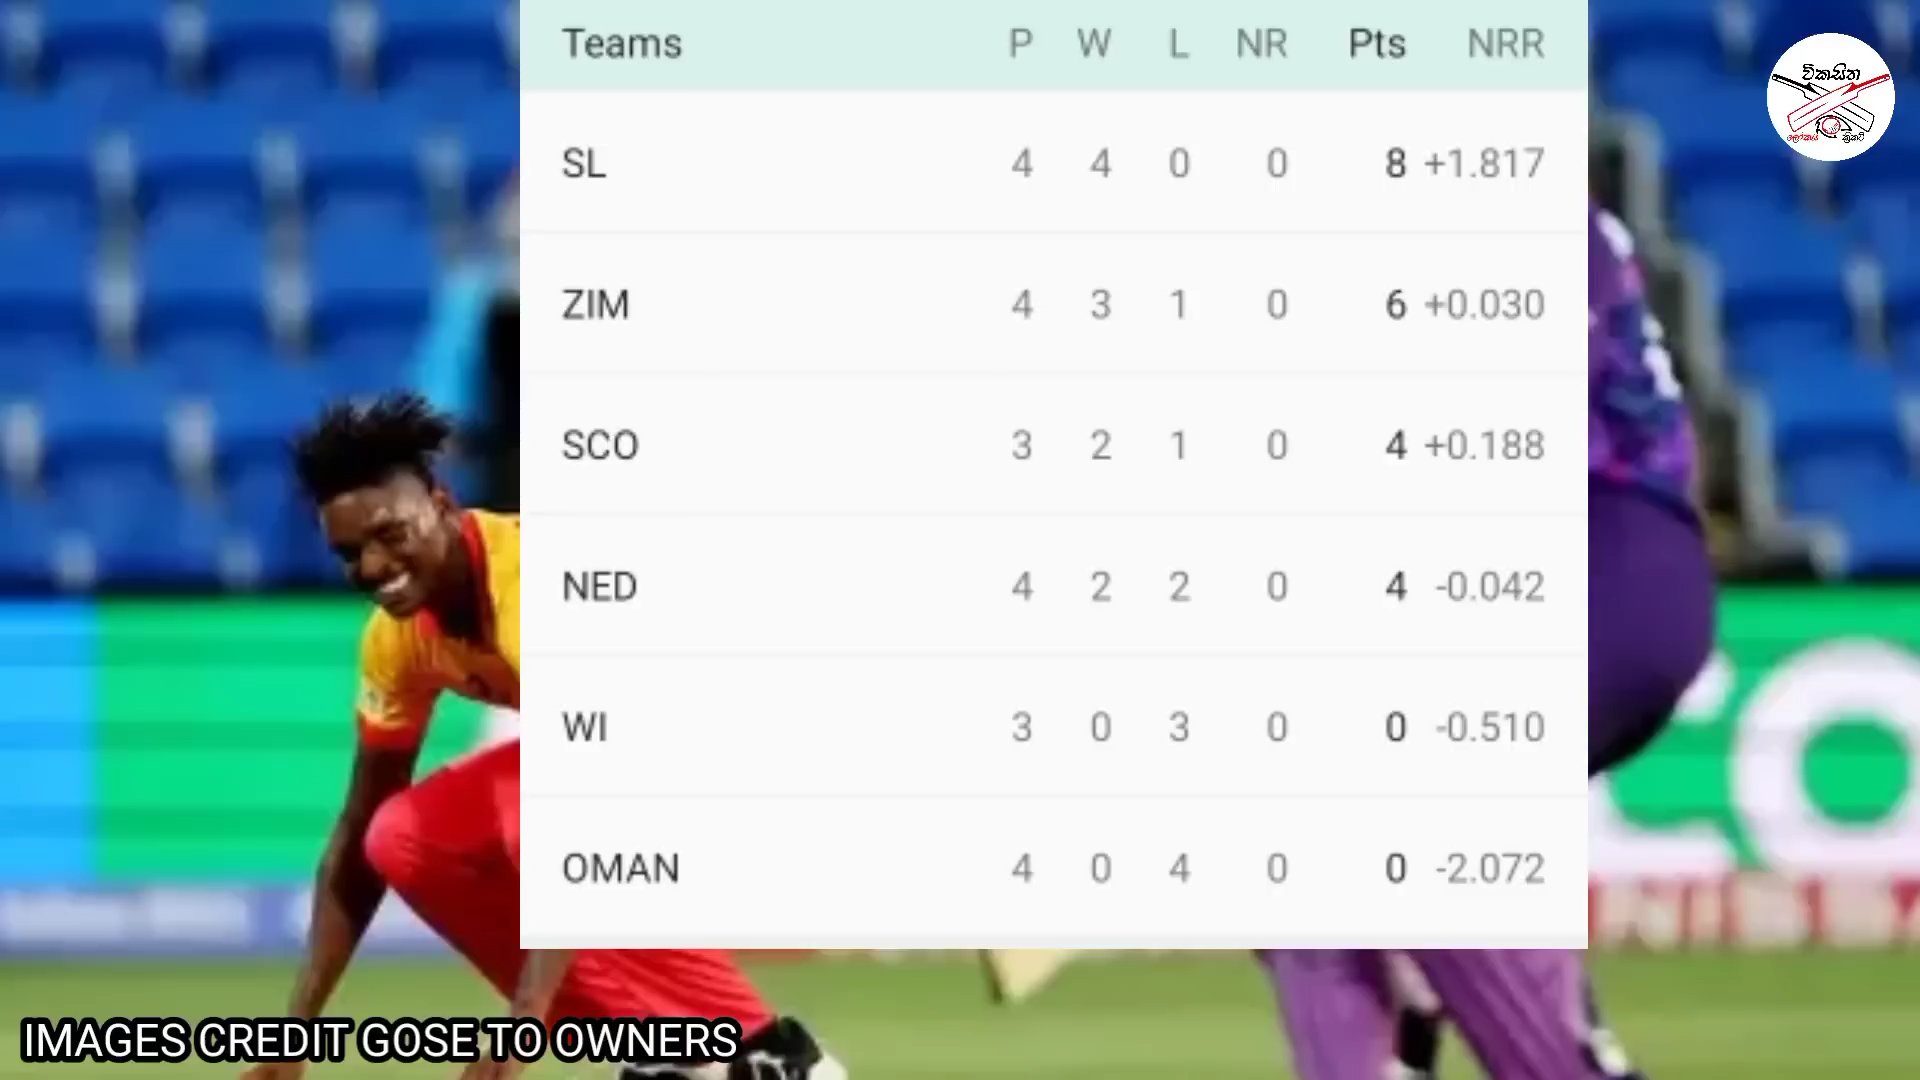 Teams P W L NR Pts NRR
SL 4 4 0 0 8 +1.817
ZIM 4 3 1 0 6 +0.030
SCO 3 2 1 0 4 +0.188
NED 4 2 2 0 4 -0.042
WI 3 0 3 0 0 -0.510
OMAN 4 0 4 0 0 -2.072
විකසිත
ලෝකය ක්‍රිකට්
IMAGES CREDIT GOSE TO OWNERS